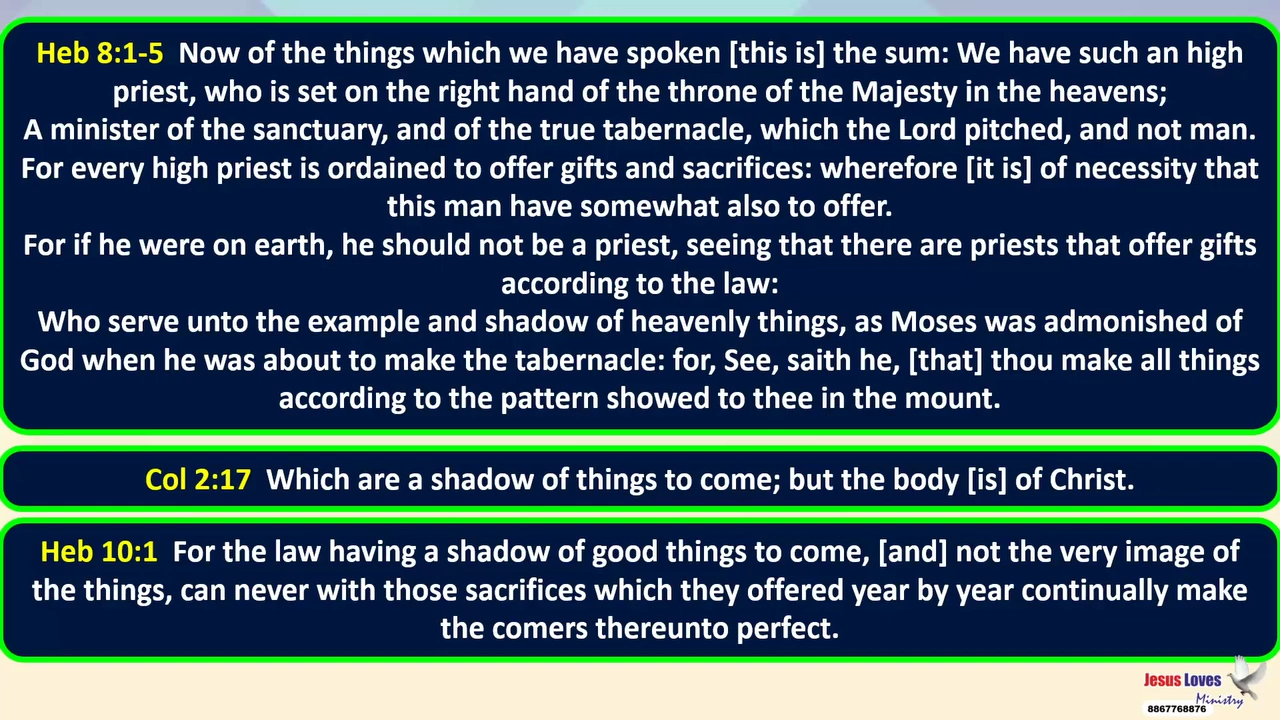 Heb 8:1-5 Now of the things which we have spoken [this is] the sum: We have such an high
priest, who is set on the right hand of the throne of the Majesty in the heavens;
A minister of the sanctuary, and of the true tabernacle, which the Lord pitched, and not man.
For every high priest is ordained to offer gifts and sacrifices: wherefore [it is] of necessity that
this man have somewhat also to offer.
For if he were on earth, he should not be a priest, seeing that there are priests that offer gifts
according to the law:
Who serve unto the example and shadow of heavenly things, as Moses was admonished of
God when he was about to make the tabernacle: for, See, saith he, [that] thou make all things
according to the pattern showed to thee in the mount.
Col 2:17 Which are a shadow of things to come; but the body [is] of Christ.
Heb 10:1 For the law having a shadow of good things to come, [and] not the very image of
the things, can never with those sacrifices which they offered year by year continually make
the comers thereunto perfect.
Jesus Loves
Ministry
8867768876